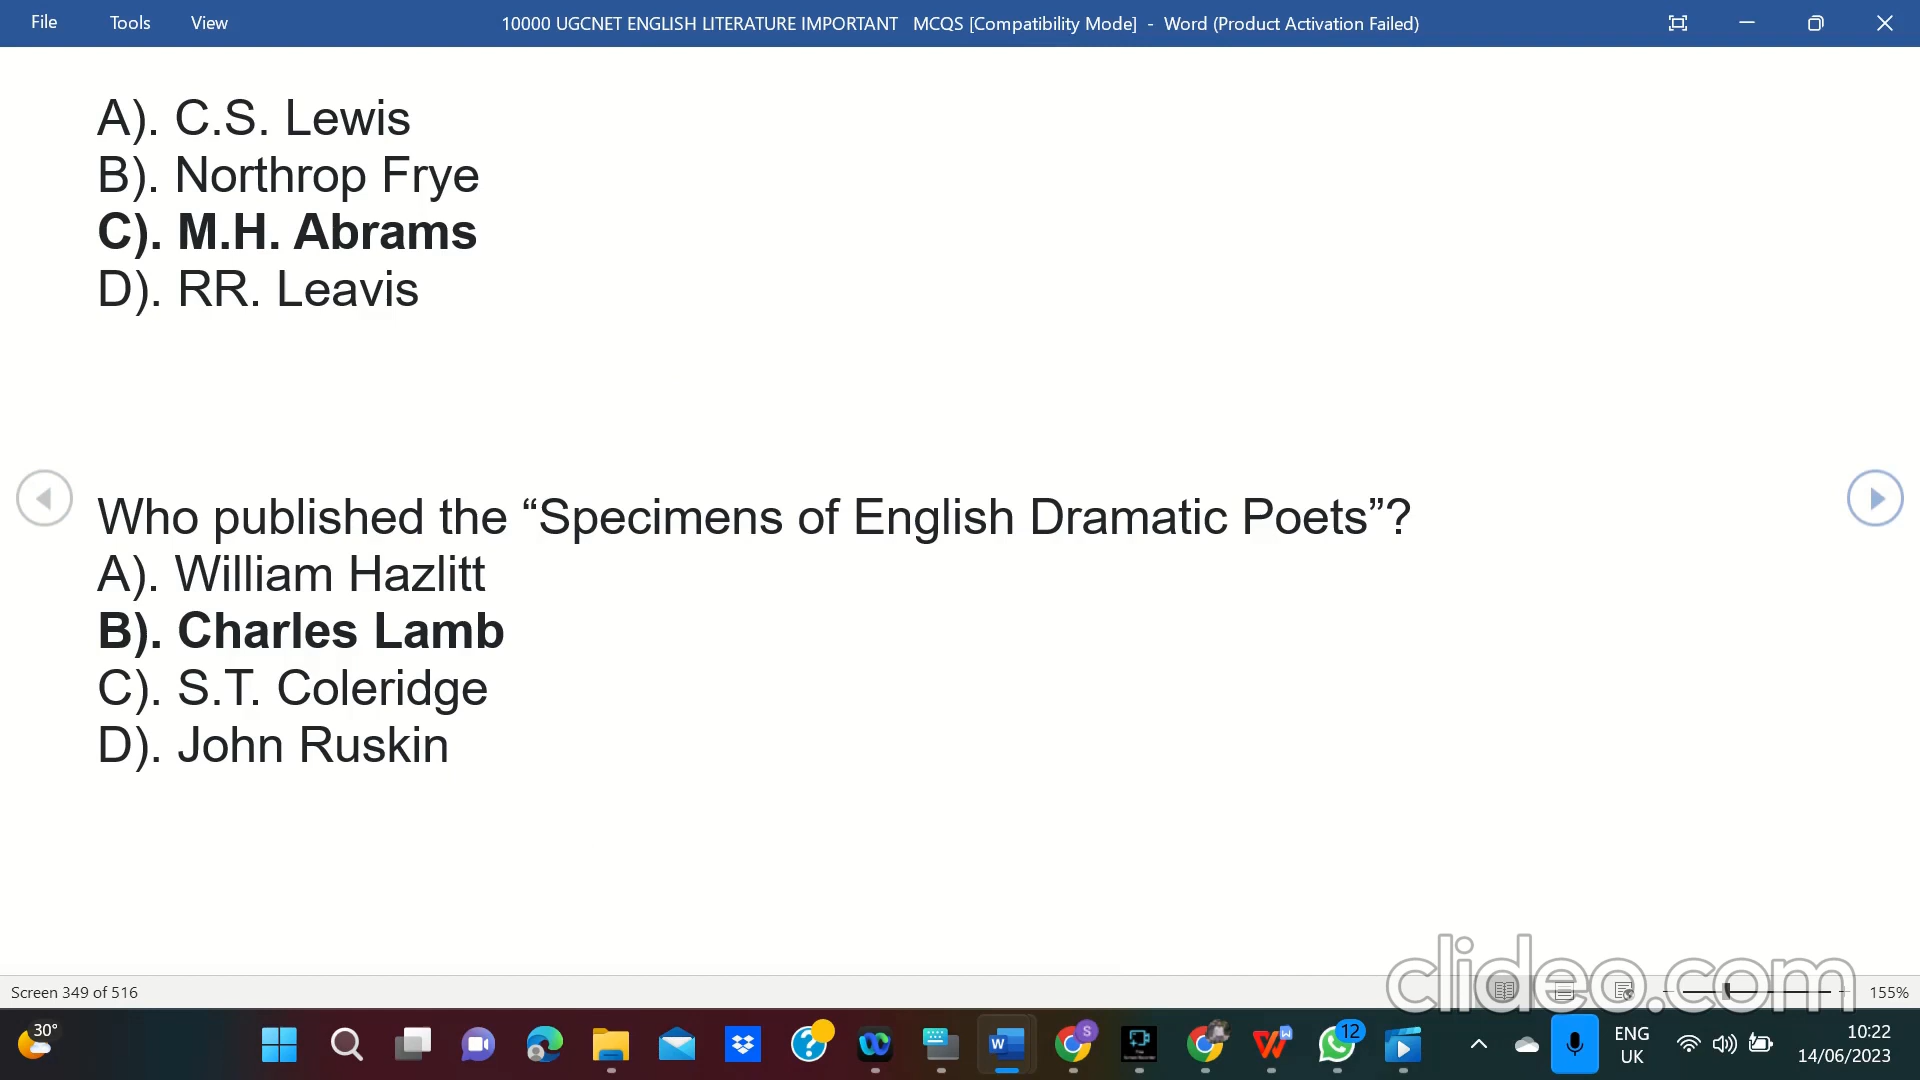 File Tools View 10000 UGCNET ENGLISH LITERATURE IMPORTANT MCQS [Compatibility Mode] - Word (Product Activation Failed)
A). C.S. Lewis
B). Northrop Frye
C). M.H. Abrams
D). RR. Leavis
Who published the “Specimens of English Dramatic Poets”?
A). William Hazlitt
B). Charles Lamb
C). S.T. Coleridge
D). John Ruskin
clideo.com
Screen 349 of 516 155%
30° S 12 ENG 10:22
UK 14/06/2023